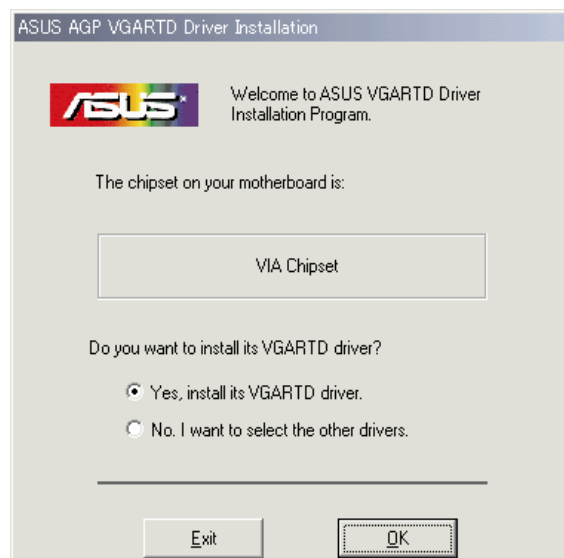 ASUS AGP VGARTD Driver Installation
ASUS
Welcome to ASUS VGARTD Driver
Installation Program.
The chipset on your motherboard is:
VIA Chipset
Do you want to install its VGARTD driver?
Yes, install its VGARTD driver.
No. I want to select the other drivers.
Exit
OK